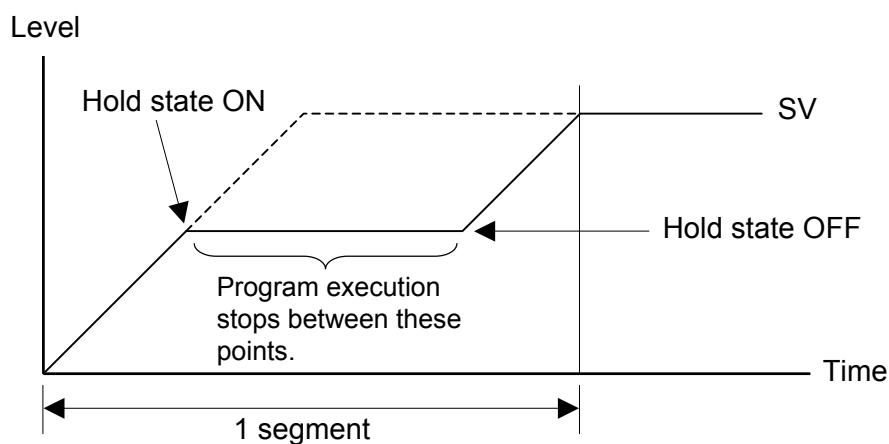 Level
Hold state ON
SV
Hold state OFF
Program execution
stops between these
points.
Time
1 segment